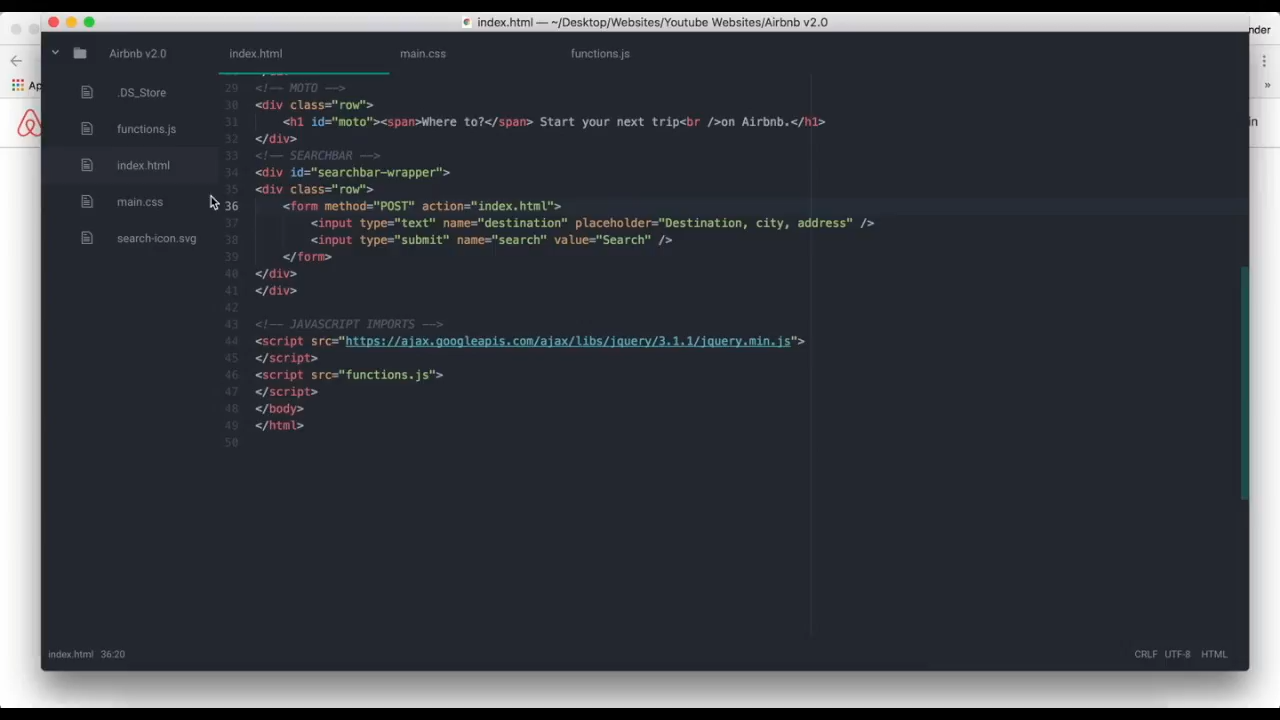 index.html — ~/Desktop/Websites/Youtube Websites/Airbnb v2.0
nder
Airbnb v2.0
index.html
main.css
functions.js
Ap
»
.DS_Store
functions.js
index.html
main.css
search-icon.svg
in
29 <!-- MOTO -->
30 <div class="row">
31 <h1 id="moto"><span>Where to?</span> Start your next trip<br />on Airbnb.</h1>
32 </div>
33 <!-- SEARCHBAR -->
34 <div id="searchbar-wrapper">
35 <div class="row">
36 <form method="POST" action="index.html">
37 <input type="text" name="destination" placeholder="Destination, city, address" />
38 <input type="submit" name="search" value="Search" />
39 </form>
40 </div>
41 </div>
42
43 <!-- JAVASCRIPT IMPORTS -->
44 <script src="https://ajax.googleapis.com/ajax/libs/jquery/3.1.1/jquery.min.js">
45 </script>
46 <script src="functions.js">
47 </script>
48 </body>
49 </html>
50
index.html 36:20
CRLF UTF-8 HTML